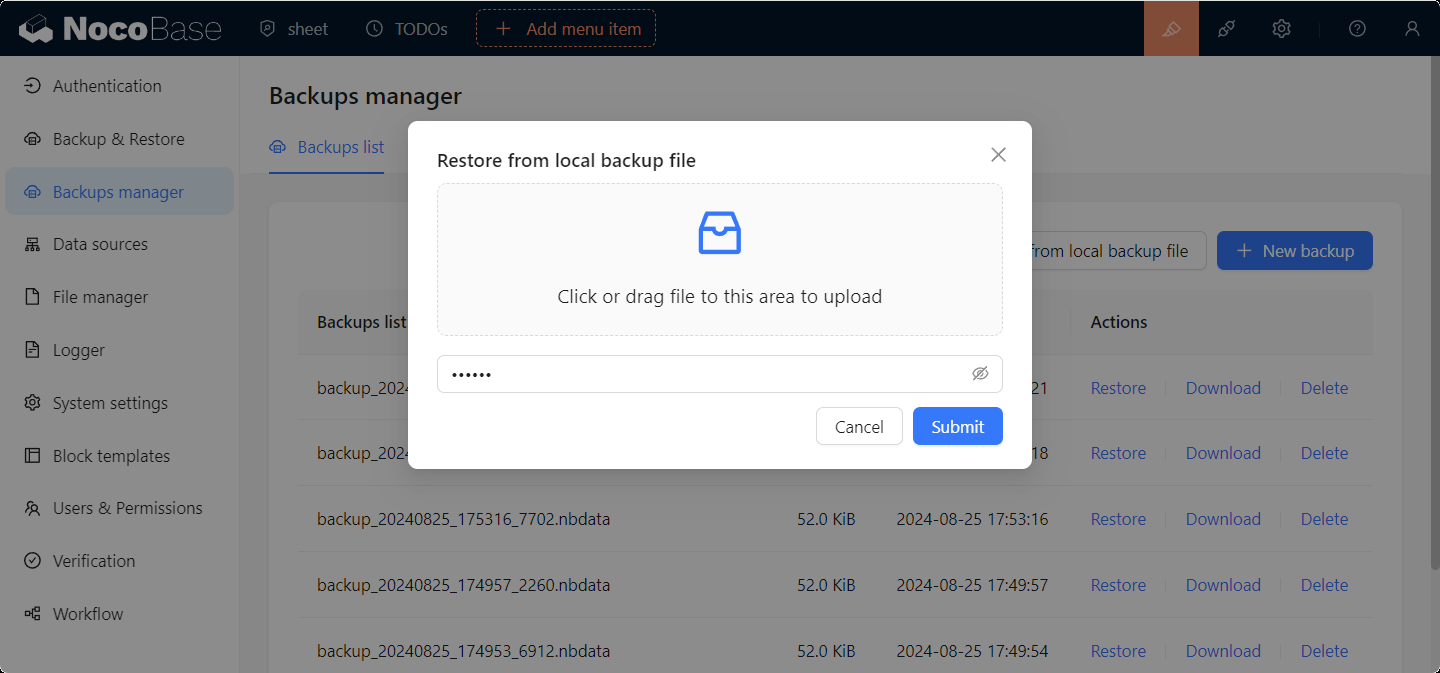 NocoBase
sheet
TODOs
Add menu item
Authentication
Backup & Restore
Backups manager
Data sources
File manager
Logger
System settings
Block templates
Users & Permissions
Verification
Workflow
Backups manager
Backups list
from local backup file
New backup
Restore from local backup file
Click or drag file to this area to upload
••••••
Cancel
Submit
Backups list
Actions
backup_2024
21
Restore
Download
Delete
backup_2024
18
Restore
Download
Delete
backup_20240825_175316_7702.nbdata
52.0 KiB
2024-08-25 17:53:16
Restore
Download
Delete
backup_20240825_174957_2260.nbdata
52.0 KiB
2024-08-25 17:49:57
Restore
Download
Delete
backup_20240825_174953_6912.nbdata
52.0 KiB
2024-08-25 17:49:54
Restore
Download
Delete